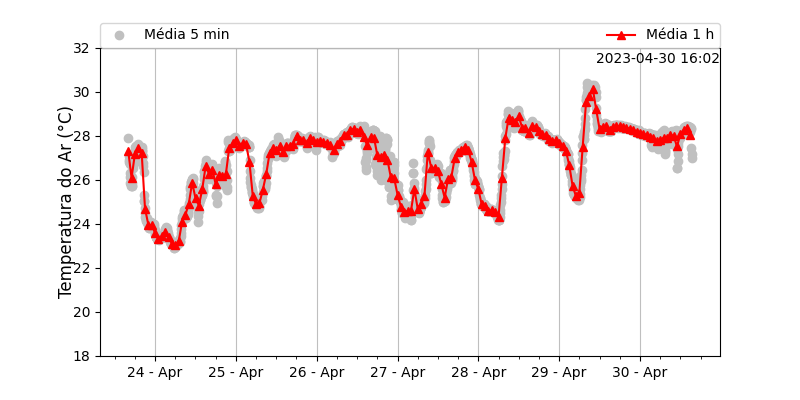 Média 5 min
Média 1 h
2023-04-30 16:02
Temperatura do Ar (°C)
32
30
28
26
24
22
20
18
24 - Apr
25 - Apr
26 - Apr
27 - Apr
28 - Apr
29 - Apr
30 - Apr